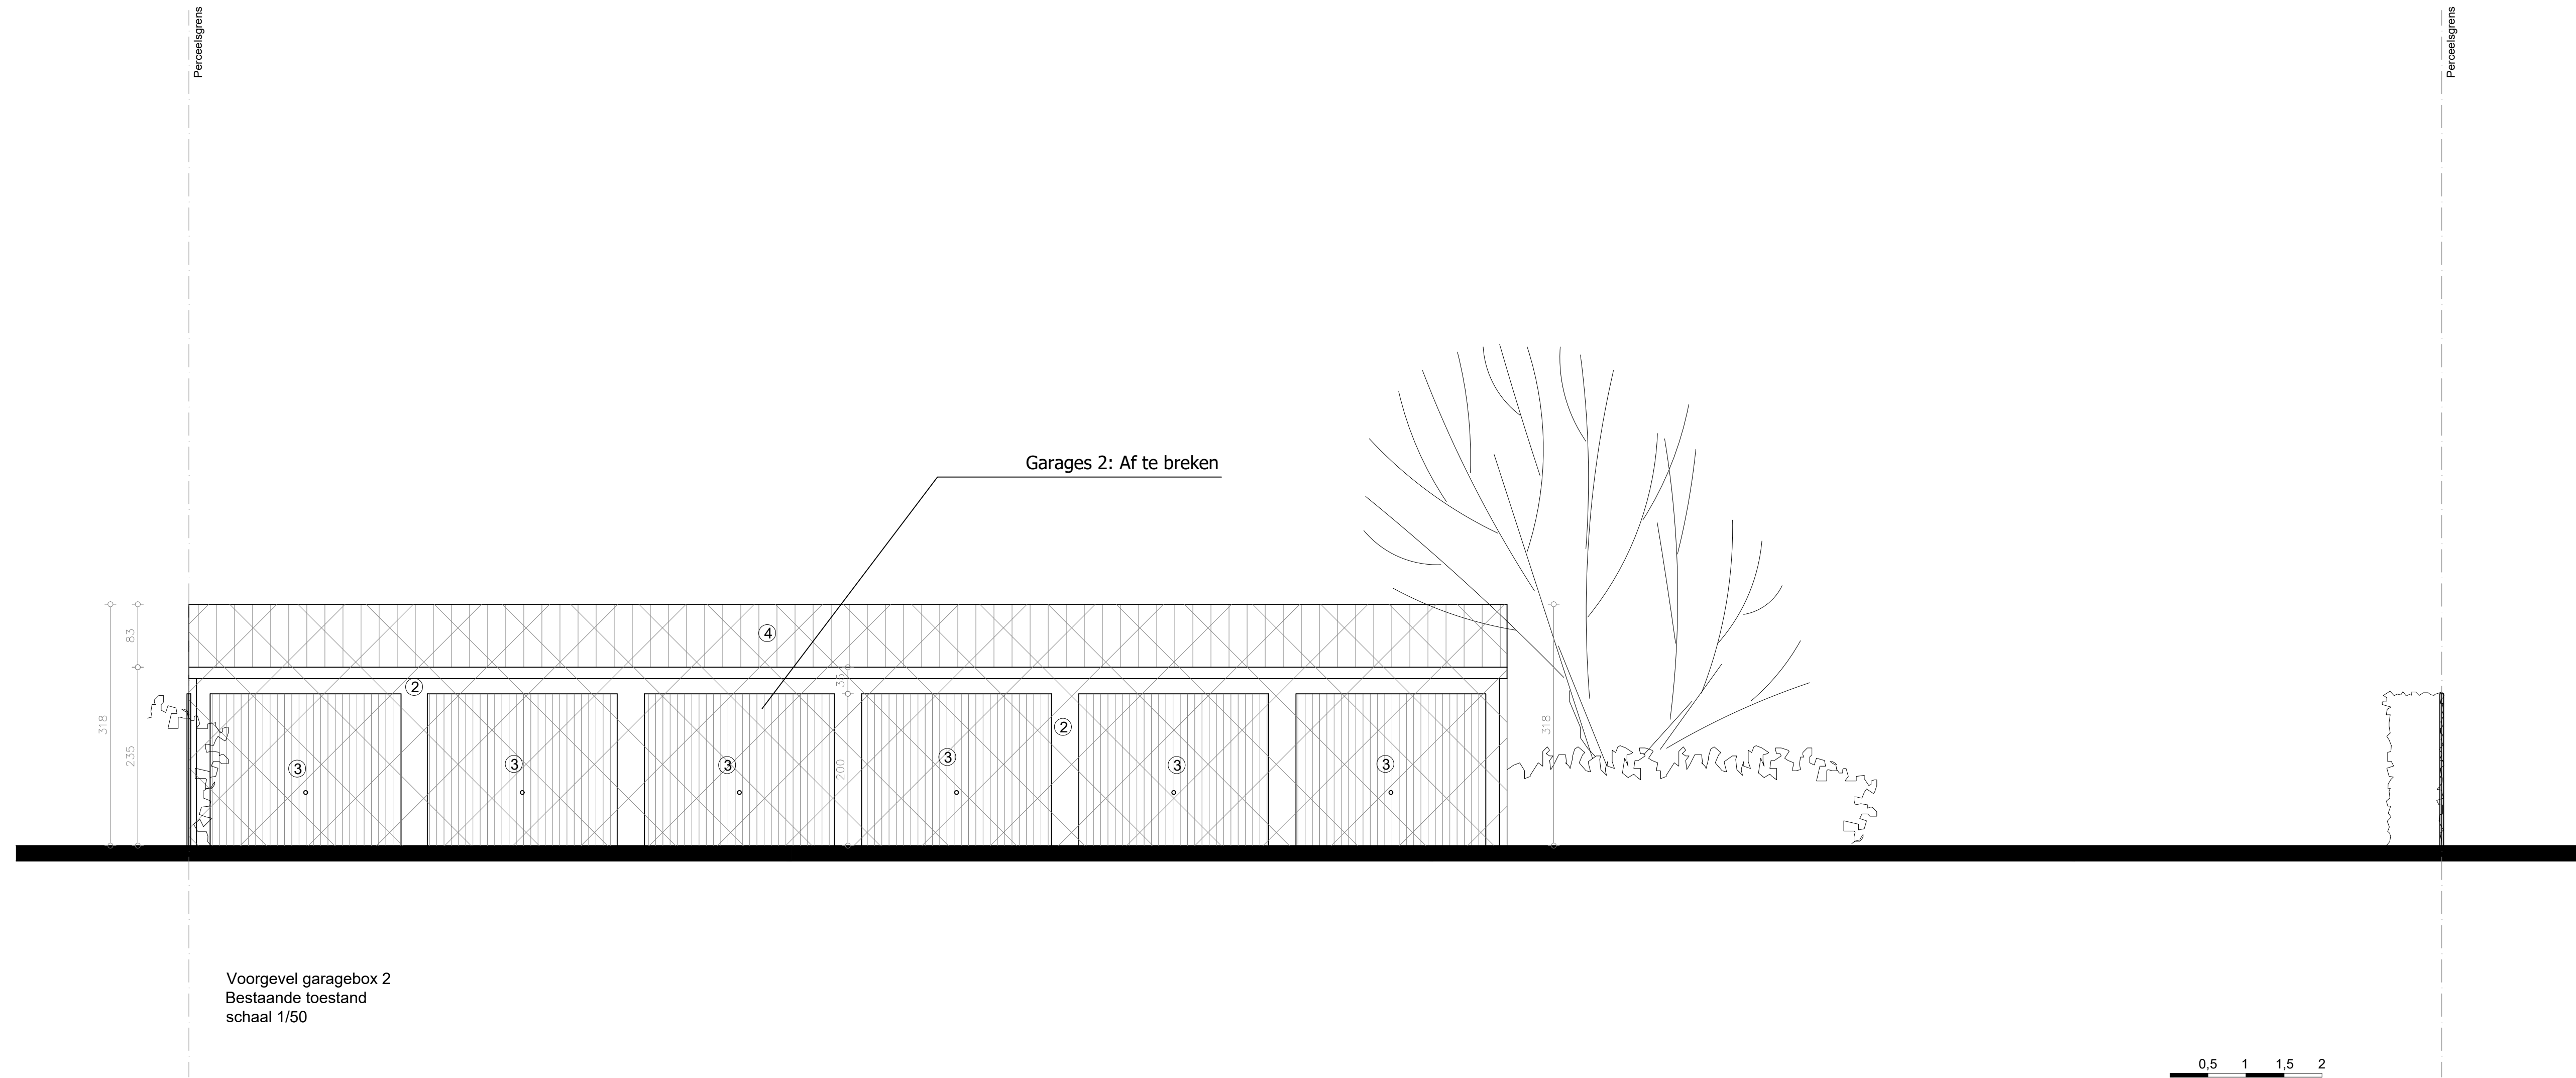 Perceelsgrens
Perceelsgrens
Garages 2: Af te breken
4
83
2
35
2
318
318
235
3
3
3
3
3
3
200
Voorgevel garagebox 2
Bestaande toestand
schaal 1/50
0,5 1 1,5 2